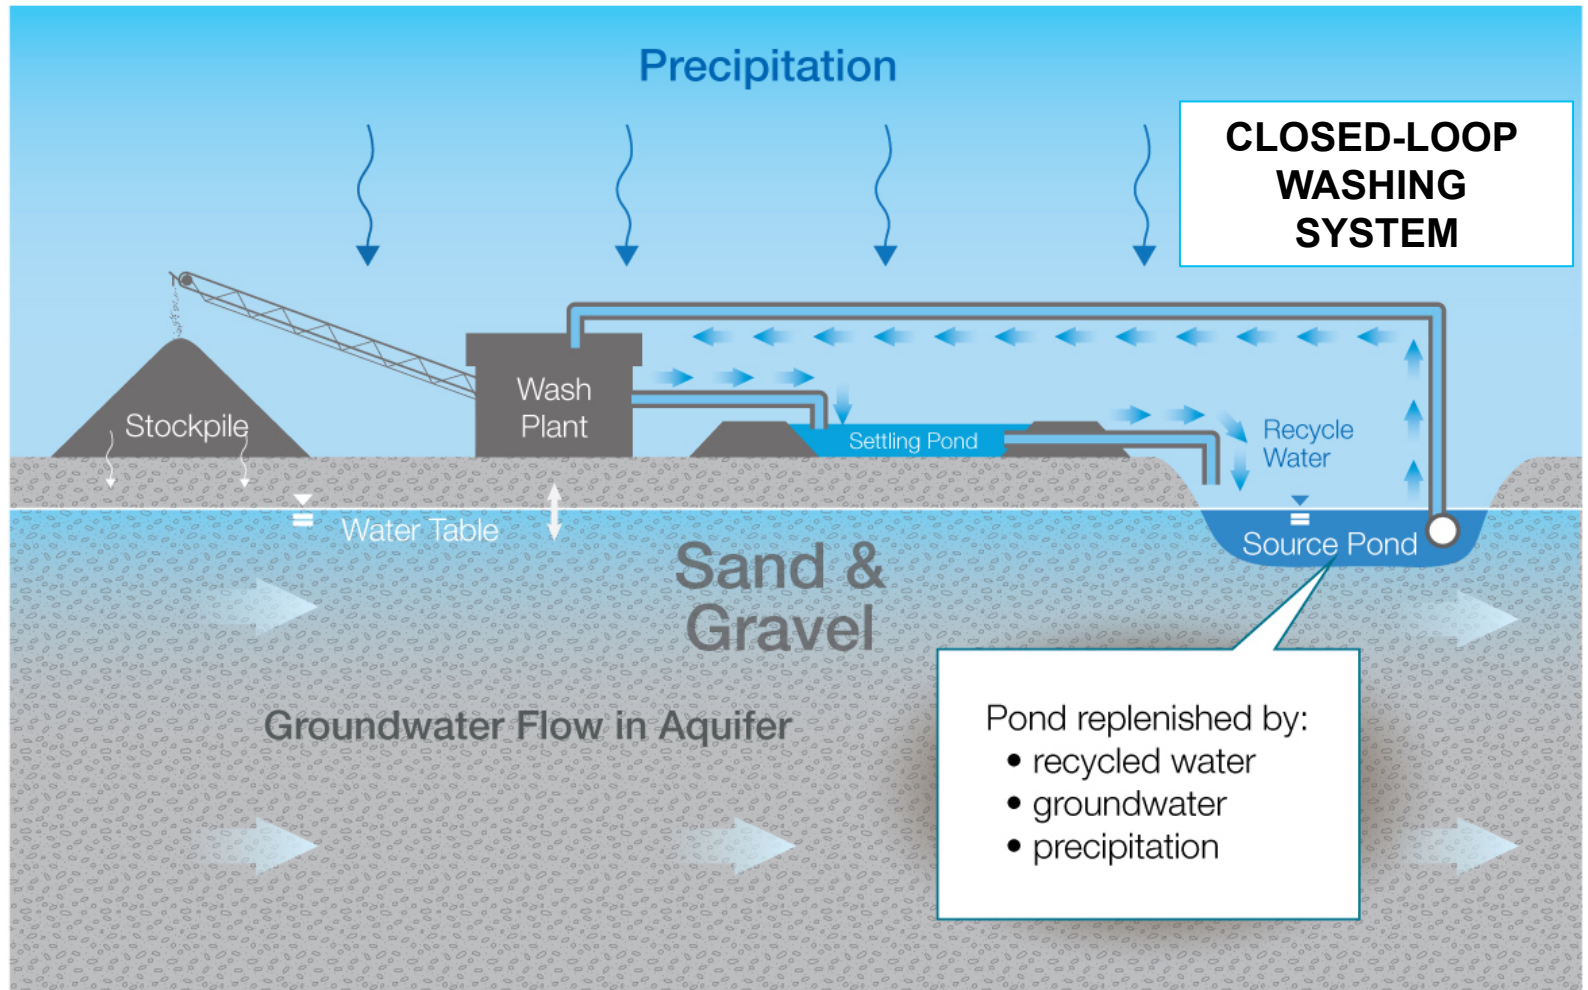 Precipitation
CLOSED-LOOP
WASHING
SYSTEM
Wash
Plant
Stockpile
Settling Pond
Recycle
Water
Water Table
Source Pond
Sand &
Gravel
Groundwater Flow in Aquifer
Pond replenished by:
• recycled water
• groundwater
• precipitation